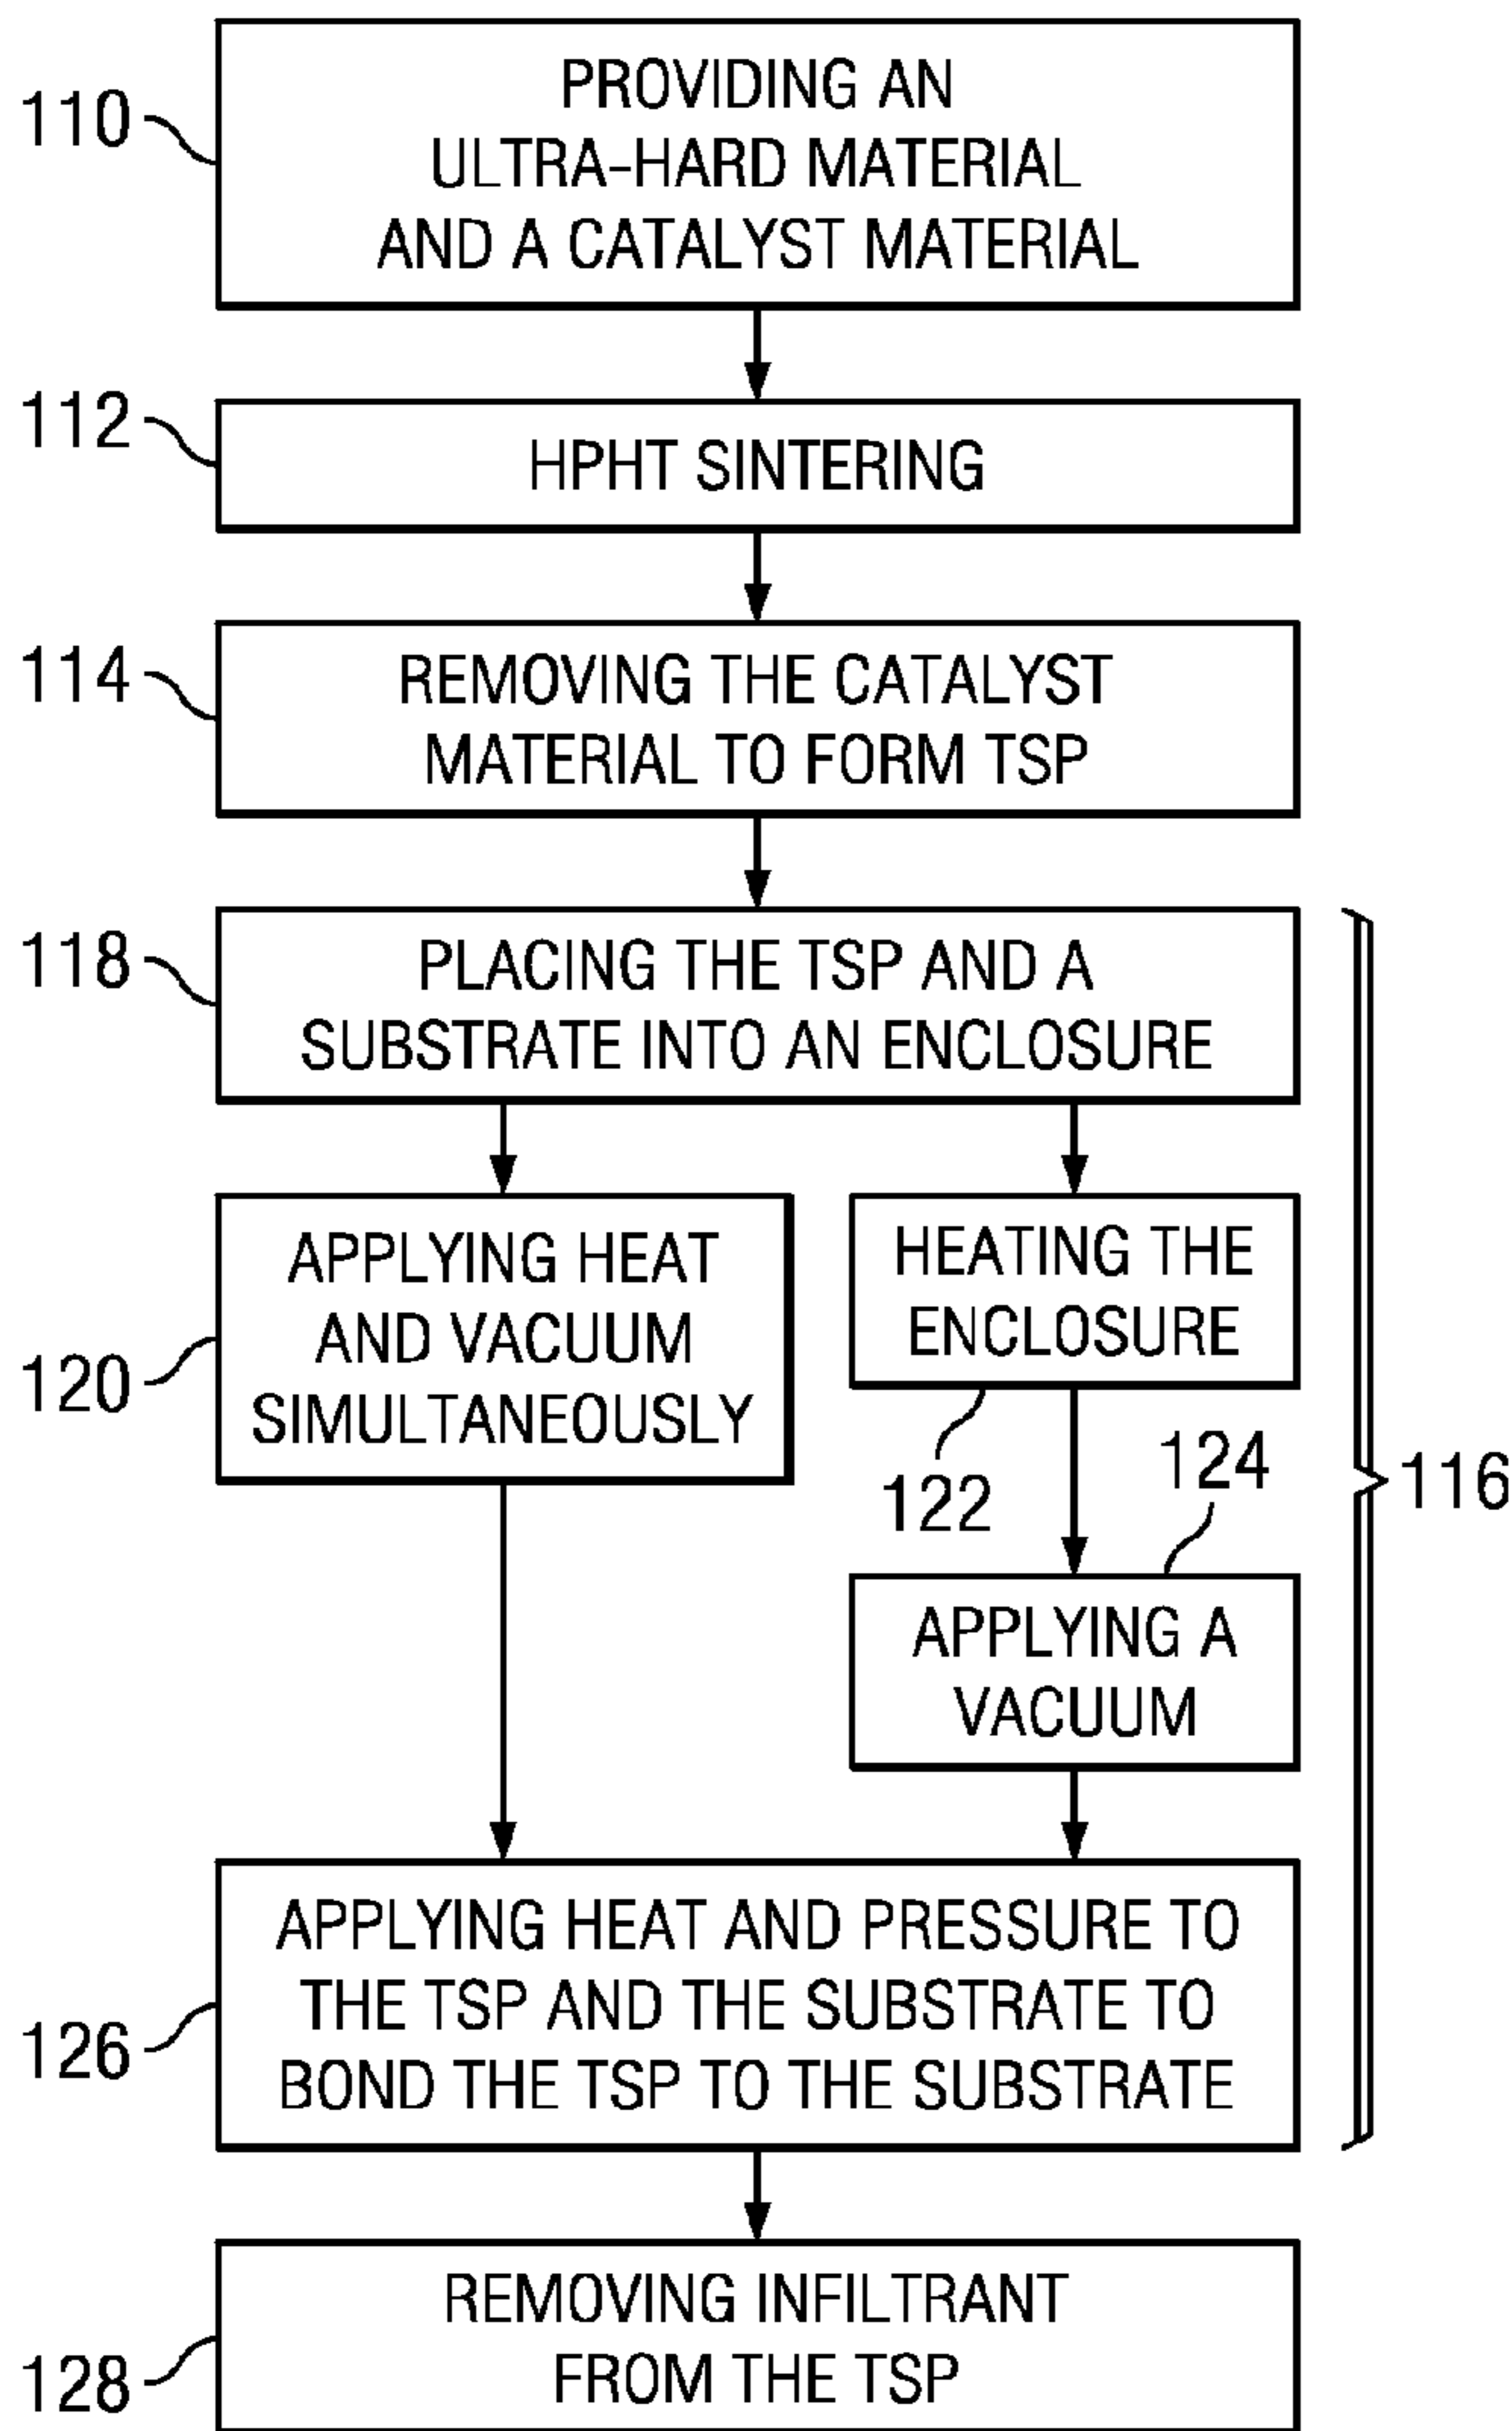 110
PROVIDING AN
ULTRA-HARD MATERIAL
AND A CATALYST MATERIAL
112
HPHT SINTERING
114
REMOVING THE CATALYST
MATERIAL TO FORM TSP
118
PLACING THE TSP AND A
SUBSTRATE INTO AN ENCLOSURE
120
APPLYING HEAT
AND VACUUM
SIMULTANEOUSLY
HEATING THE
ENCLOSURE
122
124
116
APPLYING A
VACUUM
126
APPLYING HEAT AND PRESSURE TO
THE TSP AND THE SUBSTRATE TO
BOND THE TSP TO THE SUBSTRATE
128
REMOVING INFILTRANT
FROM THE TSP